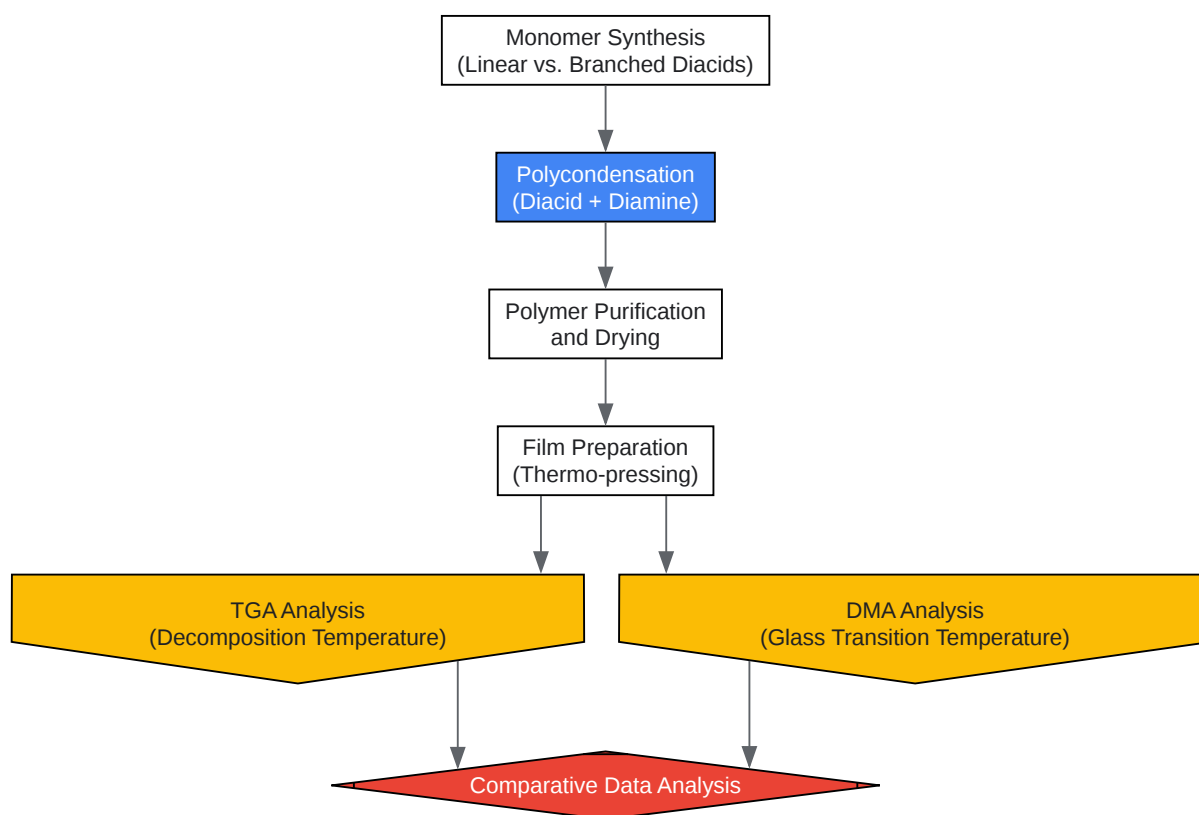 Monomer Synthesis
(Linear vs. Branched Diacids)
Polycondensation
(Diacid + Diamine)
Polymer Purification
and Drying
Film Preparation
(Thermo-pressing)
TGA Analysis
(Decomposition Temperature)
DMA Analysis
(Glass Transition Temperature)
Comparative Data Analysis